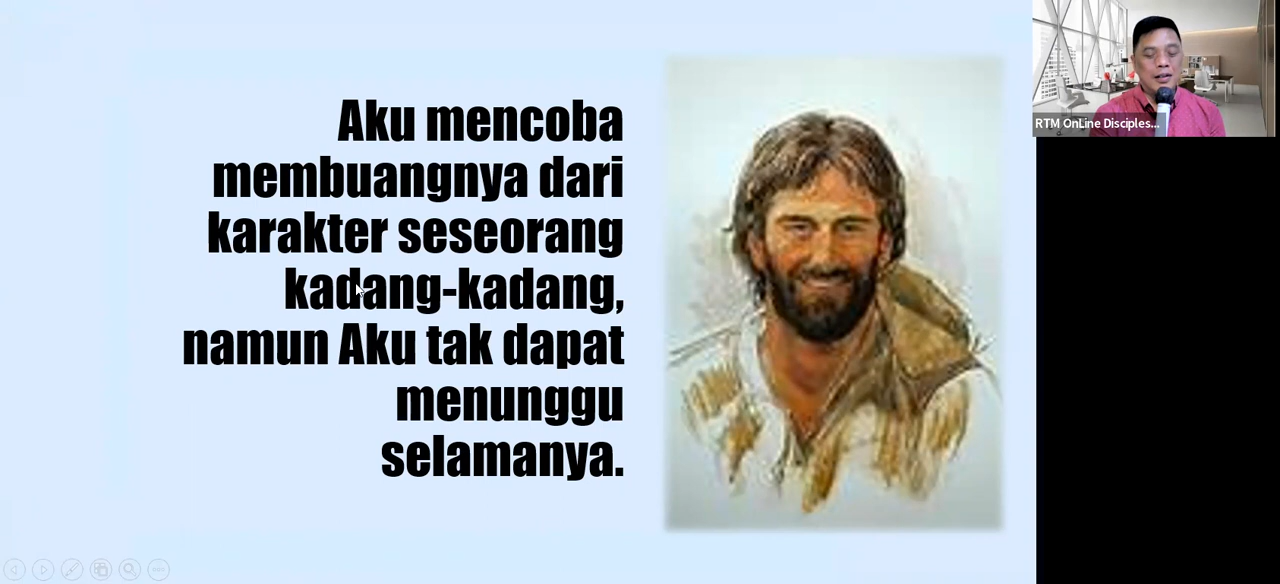 Aku mencoba
membuangnya dari
karakter seseorang
kadang-kadang,
namun Aku tak dapat
menunggu
selamanya.
RTM OnLine Disciples...